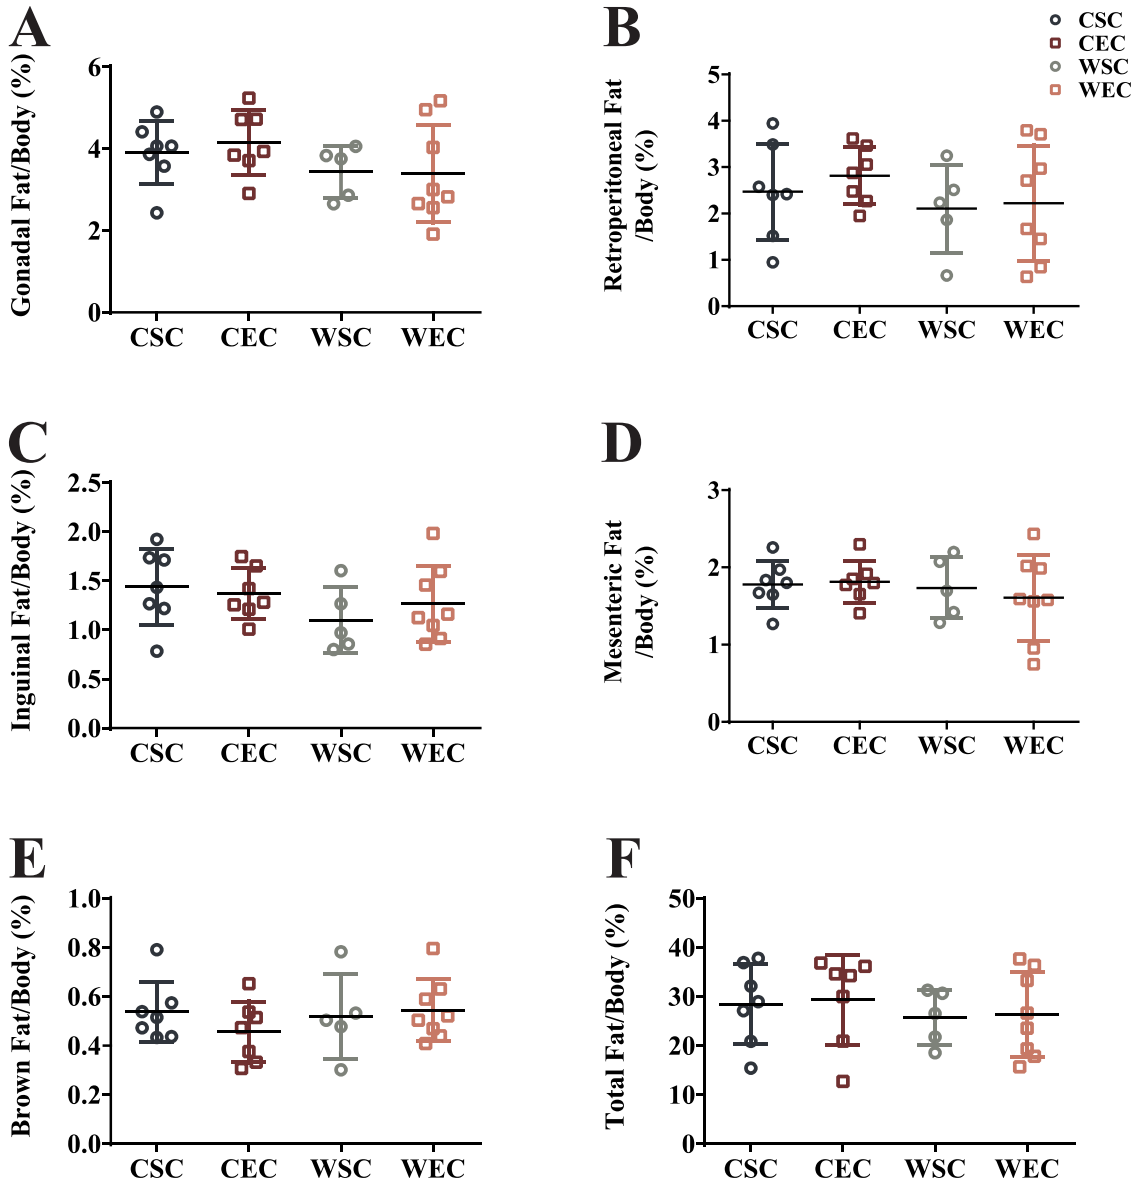 A
B
CSC
CEC
WSC
WEC
Gonadal Fat/Body (%)
6
4
2
0
CSC CEC WSC WEC
Retroperitoneal Fat
/Body (%)
5
4
3
2
1
0
CSC CEC WSC WEC
C
D
Inguinal Fat/Body (%)
2.5
2.0
1.5
1.0
0.5
0.0
CSC CEC WSC WEC
Mesenteric Fat
/Body (%)
3
2
1
0
CSC CEC WSC WEC
E
F
Brown Fat/Body (%)
1.0
0.8
0.6
0.4
0.2
0.0
CSC CEC WSC WEC
Total Fat/Body (%)
50
40
30
20
10
0
CSC CEC WSC WEC